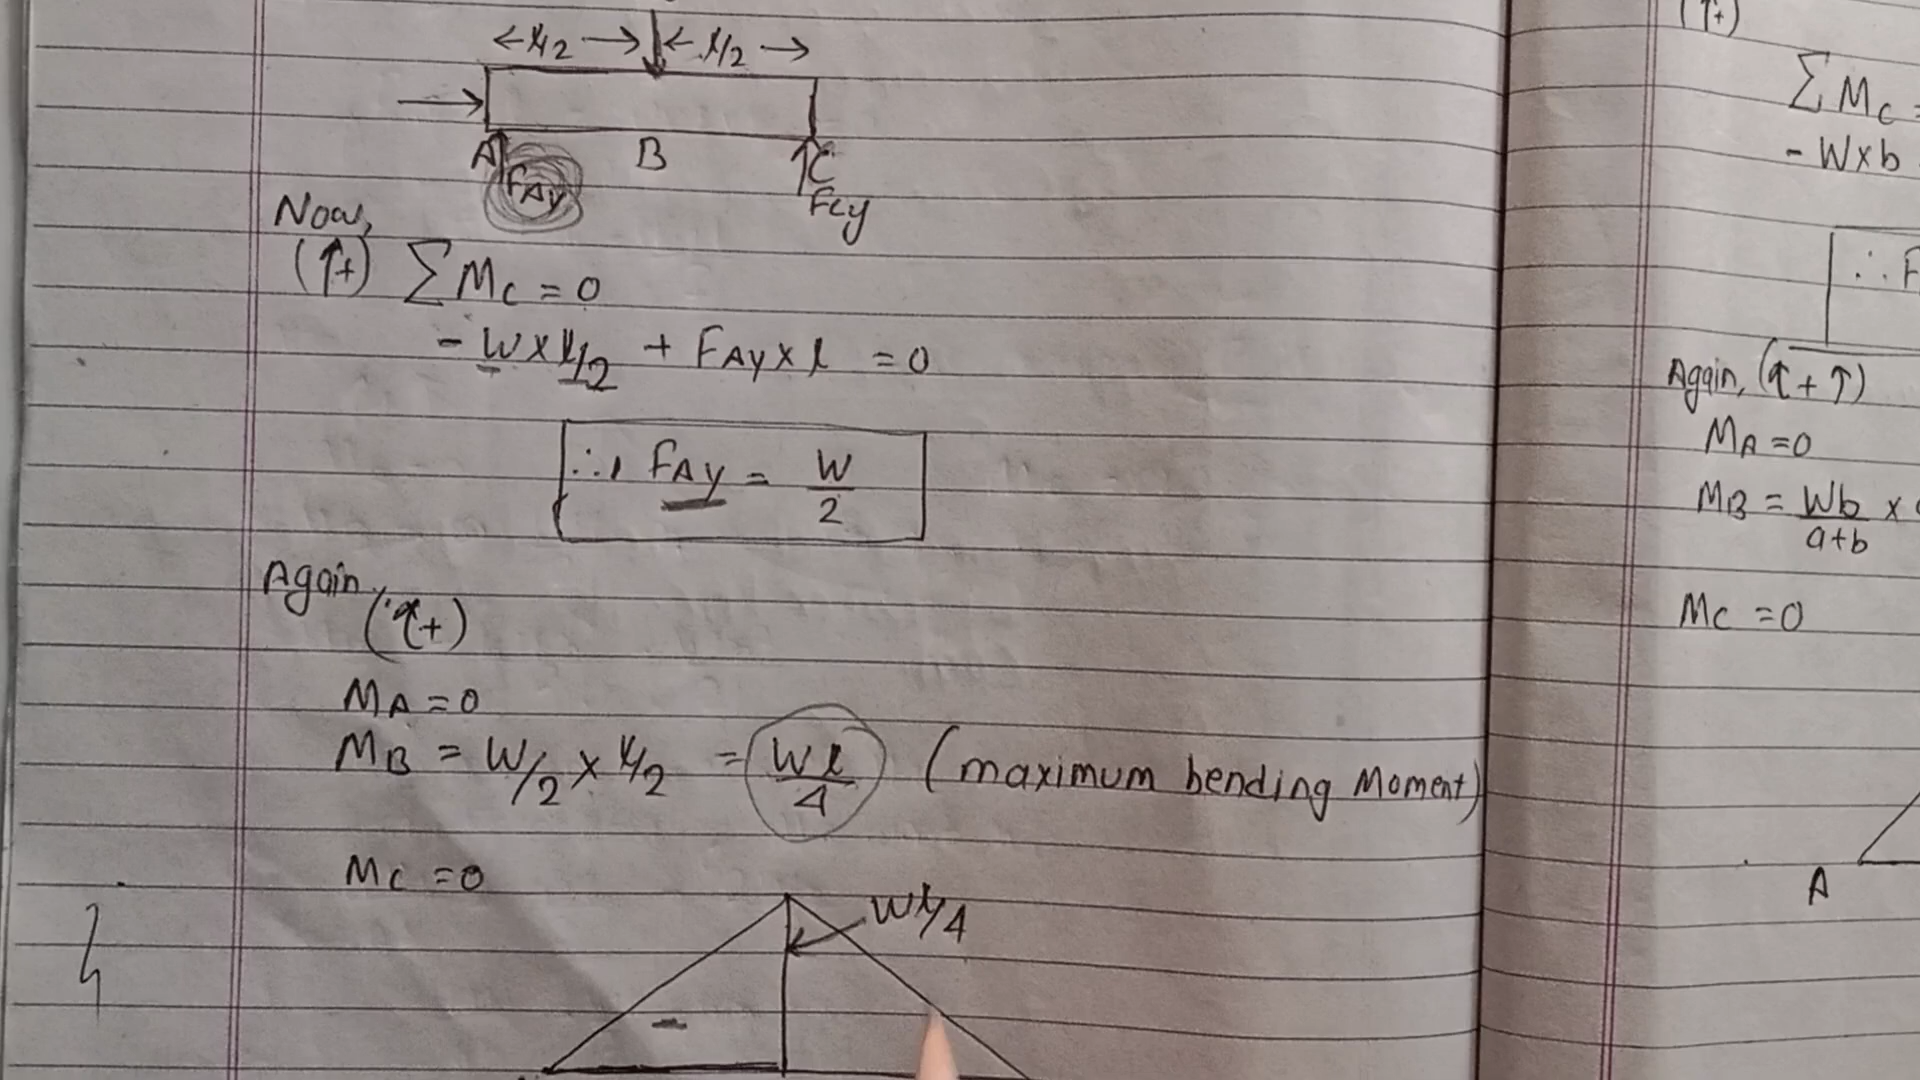 ← l/2 → ← l/2 →
A B C
FAy Fcy
Now,
(↑+) ΣMc = 0
- W×l/2 + FAy×l = 0
∴ FAy = W/2
Again,
(↑+)
MA = 0
MB = W/2 × l/2 = Wl/4 (maximum bending Moment)
Mc = 0
Wl/4
(↑+)
ΣMc =
- W×b
∴ F
Again, (↑+↑)
MA = 0
MB = Wb/a+b ×
Mc = 0
A